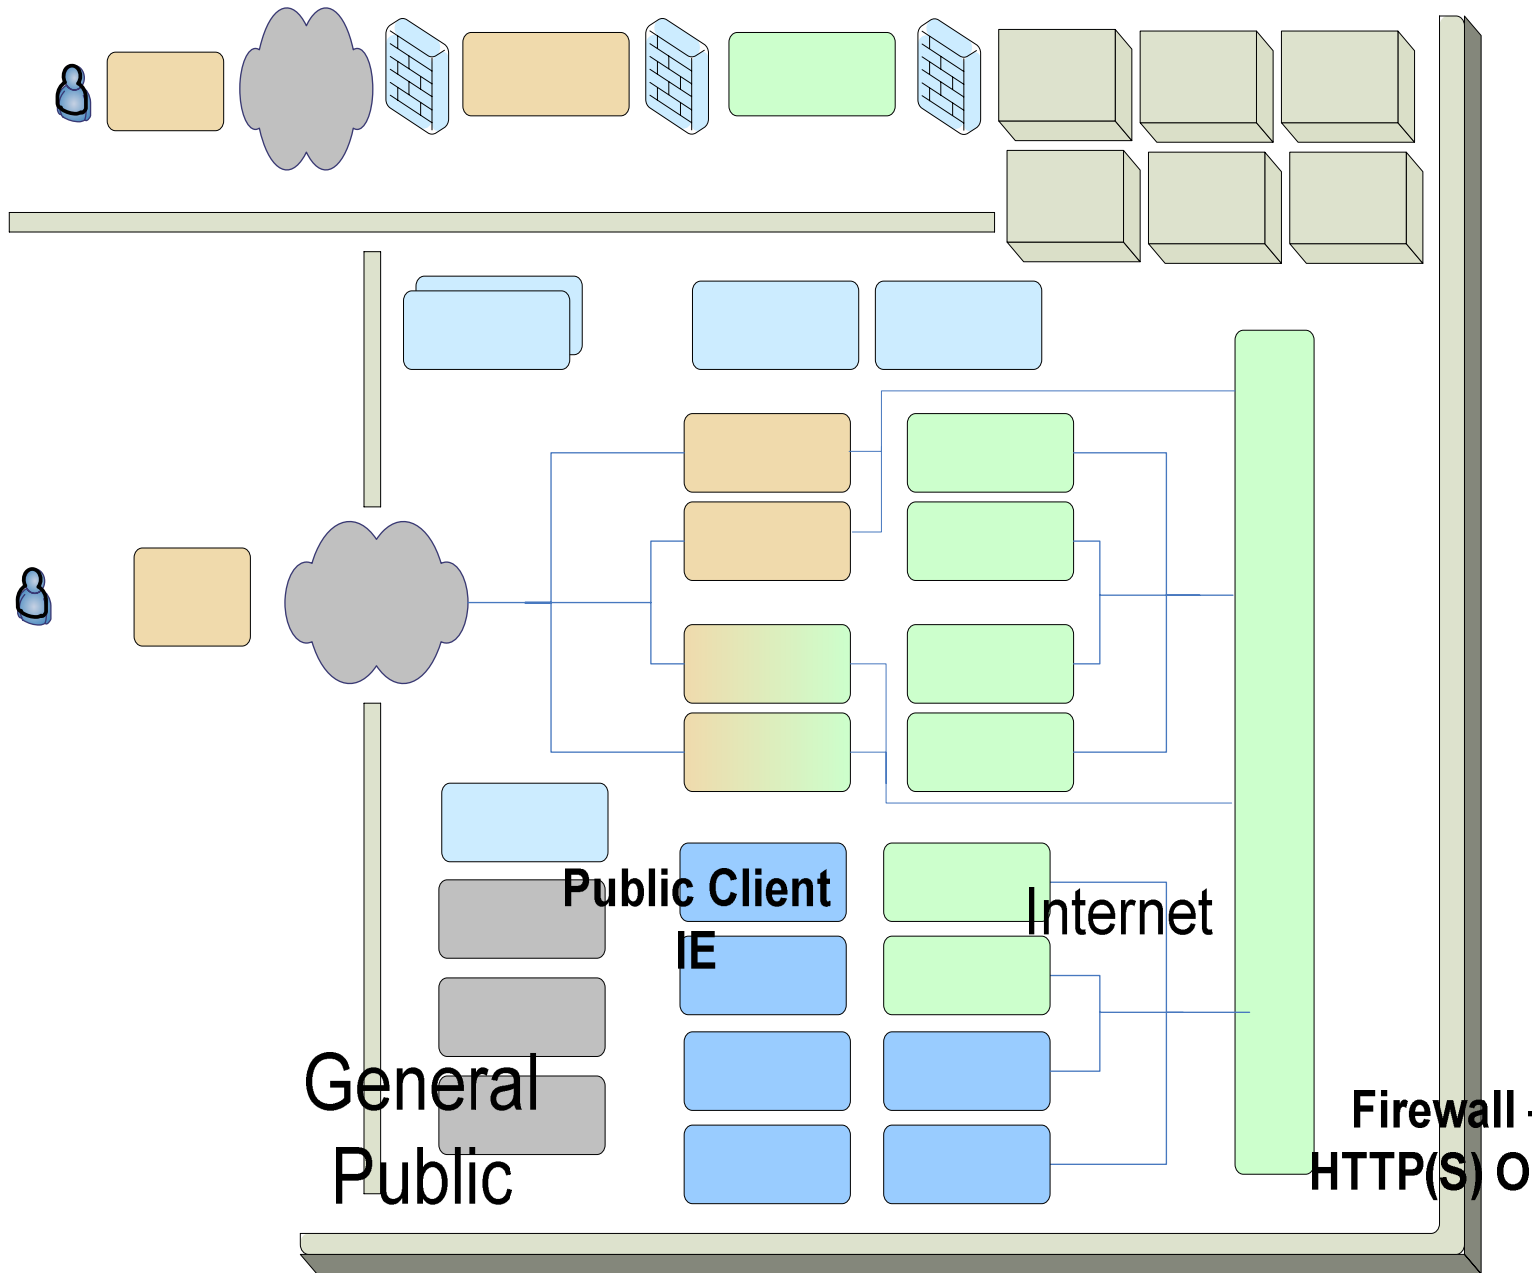 Public Client
IE
Internet
General
Public
Firewall -
HTTP(S) O